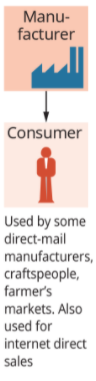 Manu-
facturer
Consumer
Used by some
direct-mail
manufacturers,
craftspeople,
farmer's
markets. Also
used for
internet direct
sales